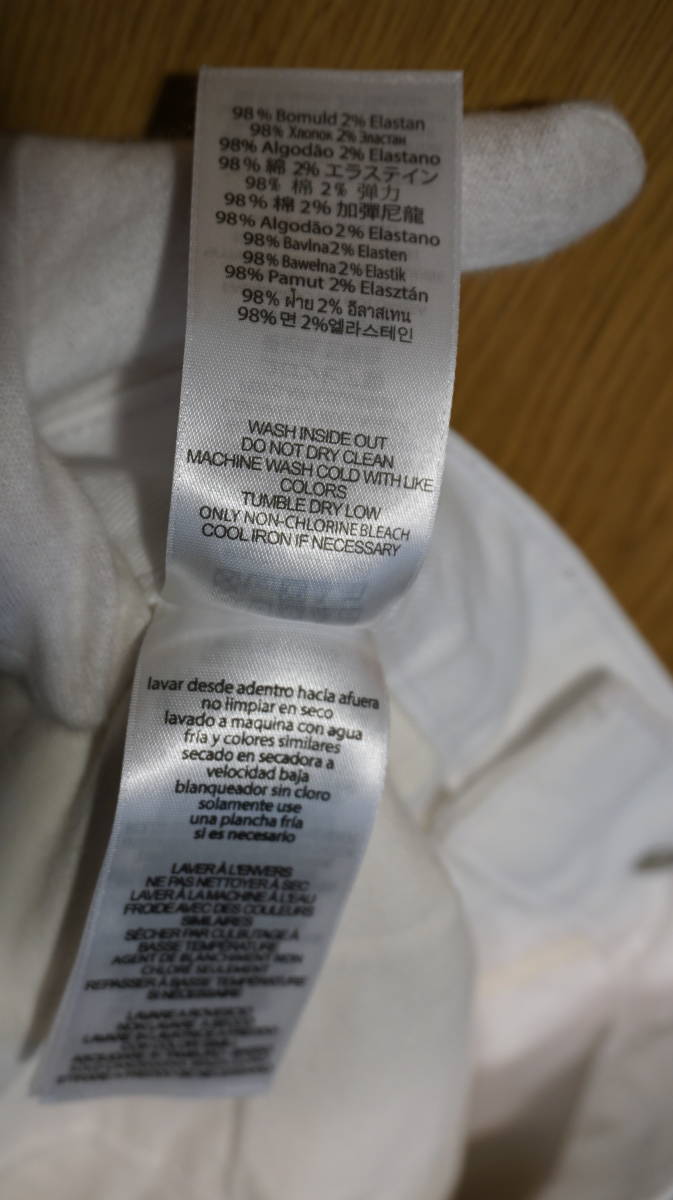 98% Bomuld 2% Elastan
98% Хлопок 2% Эластан
98% Algodão 2% Elastano
98% 綿 2% エラステイン
98% 棉 2% 弹力
98% 棉 2% 加彈尼龍
98% Algodão 2% Elastano
98% Bavlna 2% Elasten
98% Bawełna 2% Elastik
98% Pamut 2% Elasztán
98% ฝ้าย 2% อีลาสเทน
98% 면 2%엘라스테인
WASH INSIDE OUT
DO NOT DRY CLEAN
MACHINE WASH COLD WITH LIKE
COLORS
TUMBLE DRY LOW
ONLY NON-CHLORINE BLEACH
COOL IRON IF NECESSARY
lavar desde adentro hacia afuera
no limpiar en seco
lavado a maquina con agua
fría y colores similares
secado en secadora a
velocidad baja
blanqueador sin cloro
solamente use
una plancha fría
si es necesario
LAVER À L'ENVERS
NE PAS NETTOYER À SEC
LAVER À LA MACHINE À L'EAU
FROIDE AVEC DES COULEURS
SIMILAIRES
SÉCHER PAR CULBUTAGE À
BASSE TEMPÉRATURE
AGENT DE BLANCHIMENT NON
CHLORÉ SEULEMENT
REPASSER À BASSE TEMPÉRATURE
SI NÉCESSAIRE